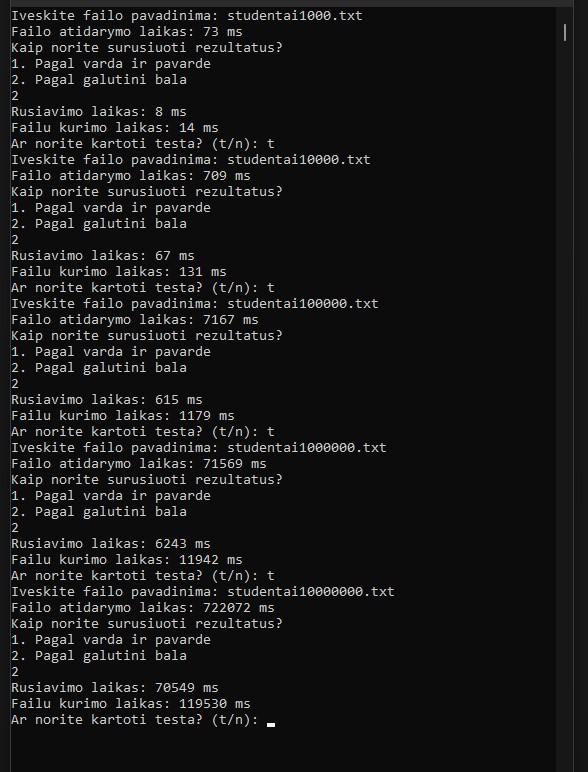 Iveskite failo pavadinima: studentai1000.txt
Failo atidarymo laikas: 73 ms
Kaip norite surusiuoti rezultatus?
1. Pagal varda ir pavarde
2. Pagal galutini bala
2
Rusiavimo laikas: 8 ms
Failu kurimo laikas: 14 ms
Ar norite kartoti testa? (t/n): t
Iveskite failo pavadinima: studentai10000.txt
Failo atidarymo laikas: 709 ms
Kaip norite surusiuoti rezultatus?
1. Pagal varda ir pavarde
2. Pagal galutini bala
2
Rusiavimo laikas: 67 ms
Failu kurimo laikas: 131 ms
Ar norite kartoti testa? (t/n): t
Iveskite failo pavadinima: studentai100000.txt
Failo atidarymo laikas: 7167 ms
Kaip norite surusiuoti rezultatus?
1. Pagal varda ir pavarde
2. Pagal galutini bala
2
Rusiavimo laikas: 615 ms
Failu kurimo laikas: 1179 ms
Ar norite kartoti testa? (t/n): t
Iveskite failo pavadinima: studentai1000000.txt
Failo atidarymo laikas: 71569 ms
Kaip norite surusiuoti rezultatus?
1. Pagal varda ir pavarde
2. Pagal galutini bala
2
Rusiavimo laikas: 6243 ms
Failu kurimo laikas: 11942 ms
Ar norite kartoti testa? (t/n): t
Iveskite failo pavadinima: studentai10000000.txt
Failo atidarymo laikas: 722072 ms
Kaip norite surusiuoti rezultatus?
1. Pagal varda ir pavarde
2. Pagal galutini bala
2
Rusiavimo laikas: 70549 ms
Failu kurimo laikas: 119530 ms
Ar norite kartoti testa? (t/n):